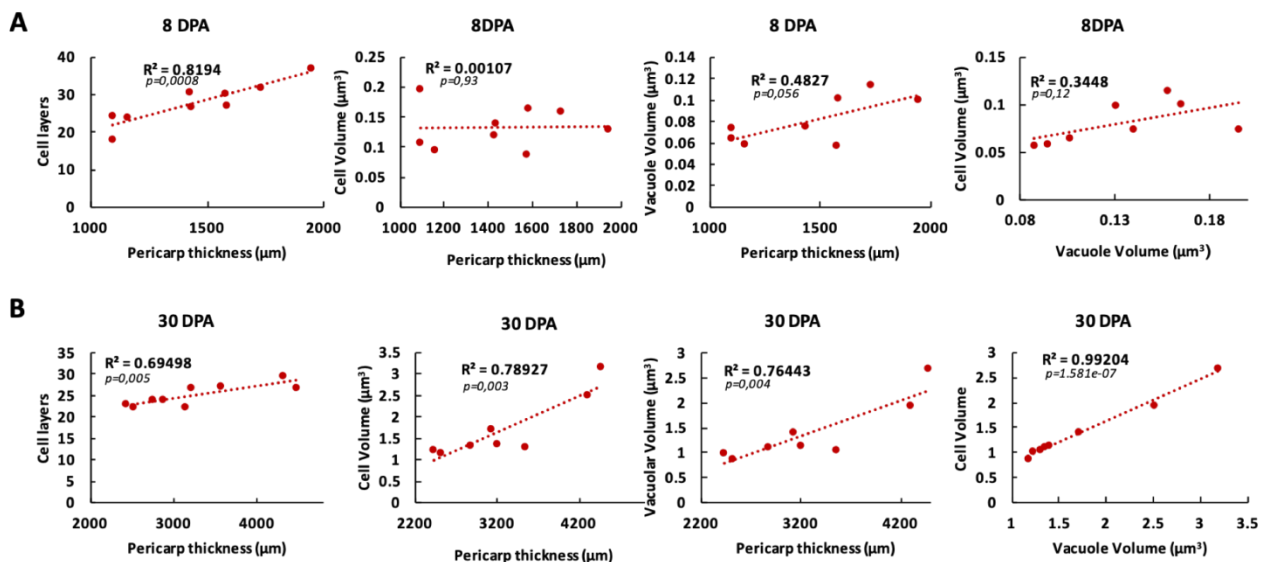 A
8 DPA
Cell layers
40
30
20
10
0
R² = 0.8194
p=0,0008
1000
1500
2000
Pericarp thickness (µm)
8DPA
Cell Volume (µm³)
0.25
0.2
0.15
0.1
0.05
0
R² = 0.00107
p=0,93
1000 1200 1400 1600 1800 2000
Pericarp thickness (µm)
8 DPA
Vacuole Volume (µm³)
0.14
0.12
0.1
0.08
0.06
0.04
0.02
0
R² = 0.4827
p=0,056
1000
1500
2000
Pericarp thickness (µm)
8DPA
Cell Volume (µm³)
0.15
0.1
0.05
0
R² = 0.3448
p=0,12
0.08
0.13
0.18
Vacuole Volume (µm³)
B
30 DPA
Cell layers
35
30
25
20
15
10
5
0
R² = 0.69498
p=0,005
2000
3000
4000
Pericarp thickness (µm)
30 DPA
Cell Volume (µm³)
3.5
3
2.5
2
1.5
1
0.5
0
R² = 0.78927
p=0,003
2200
3200
4200
Pericarp thickness (µm)
30 DPA
Vacuolar Volume (µm³)
3
2.5
2
1.5
1
0.5
0
R² = 0.76443
p=0,004
2200
3200
4200
Pericarp thickness (µm)
30 DPA
Cell Volume
3
2.5
2
1.5
1
0.5
0
R² = 0.99204
p=1.581e-07
1
1.5
2
2.5
3
3.5
Vacuole Volume (µm³)